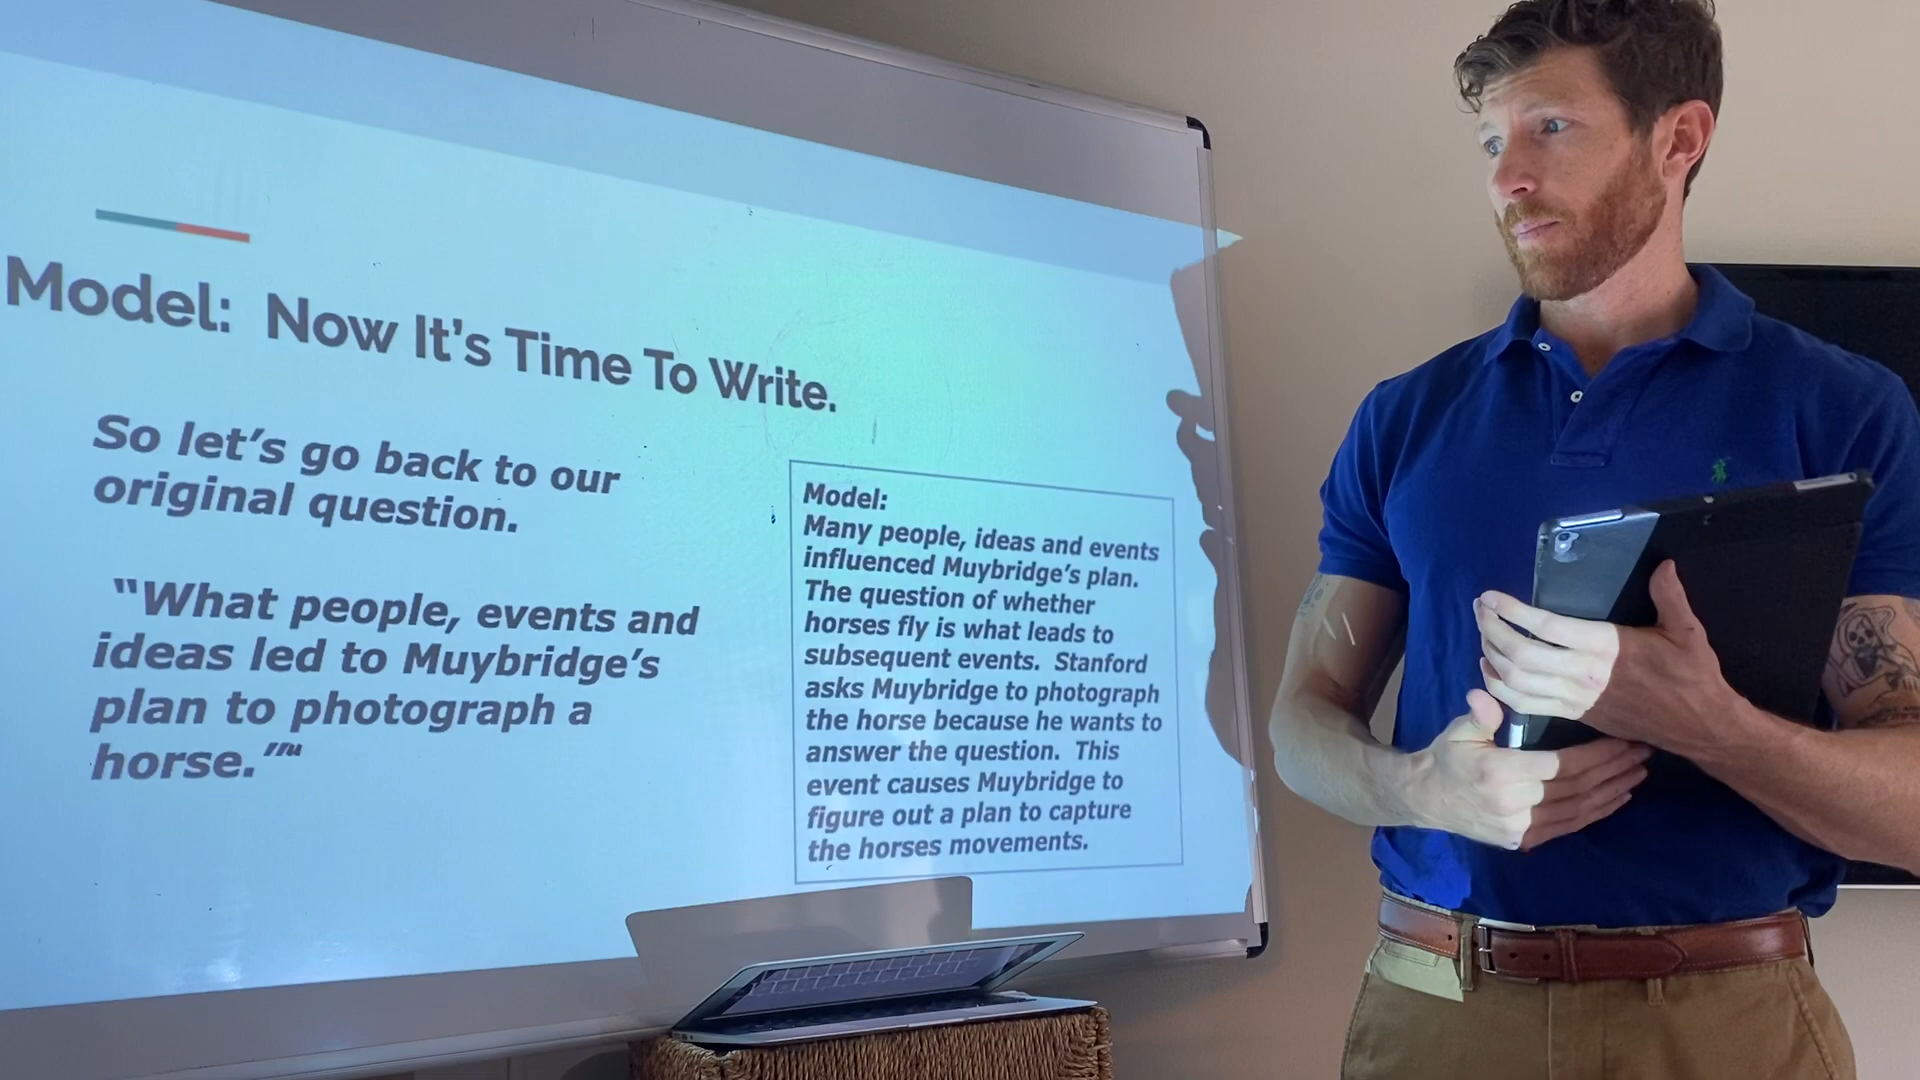 Model:  Now It's Time To Write.
So let's go back to our
original question.
“What people, events and
ideas led to Muybridge's
plan to photograph a
horse.”“
Model:
Many people, ideas and events
influenced Muybridge's plan.
The question of whether
horses fly is what leads to
subsequent events.  Stanford
asks Muybridge to photograph
the horse because he wants to
answer the question.  This
event causes Muybridge to
figure out a plan to capture
the horses movements.